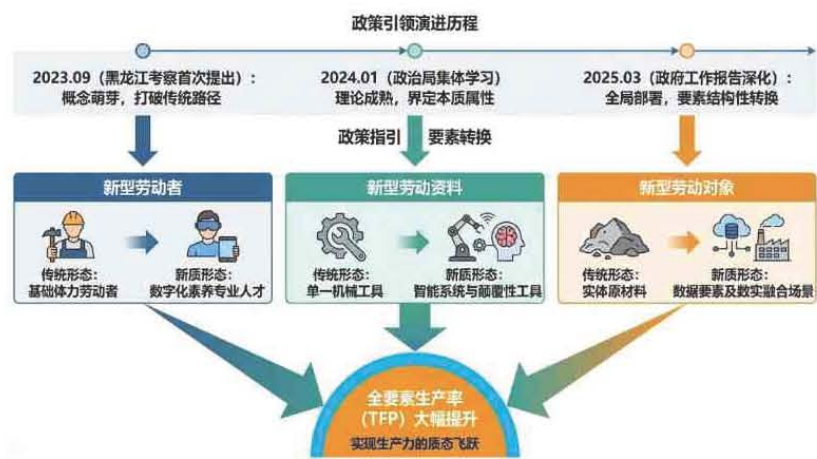 政策引领演进历程
2023.09（黑龙江考察首次提出）:
概念萌芽，打破传统路径
2024.01（政治局集体学习）
理论成熟，界定本质属性
2025.03（政府工作报告深化）:
全局部署，要素结构性转换
政策指引 要素转换
新型劳动者
传统形态:
基础体力劳动者
新质形态:
数字化素养专业人才
新型劳动资料
传统形态:
单一机械工具
新质形态:
智能系统与颠覆性工具
新型劳动对象
传统形态:
实体原材料
新质形态:
数据要素及数实融合场景
全要素生产率
（TFP）大幅提升
实现生产力的质态飞跃